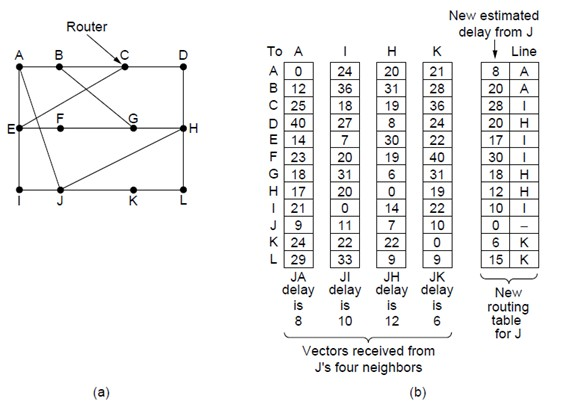 Router
A B C D
E F G H
I J K L
(a)
New estimated
delay from J
To A I H K Line
A 0 24 20 21 8 A
B 12 36 31 28 20 A
C 25 18 19 36 28 I
D 40 27 8 24 20 H
E 14 7 30 22 17 I
F 23 20 19 40 30 I
G 18 31 6 31 18 H
H 17 20 0 19 12 H
I 21 0 14 22 10 I
J 9 11 7 10 0 –
K 24 22 22 0 6 K
L 29 33 9 9 15 K
JA JI JH JK
delay delay delay delay
is is is is
8 10 12 6
New
routing
table
for J
Vectors received from
J's four neighbors
(b)